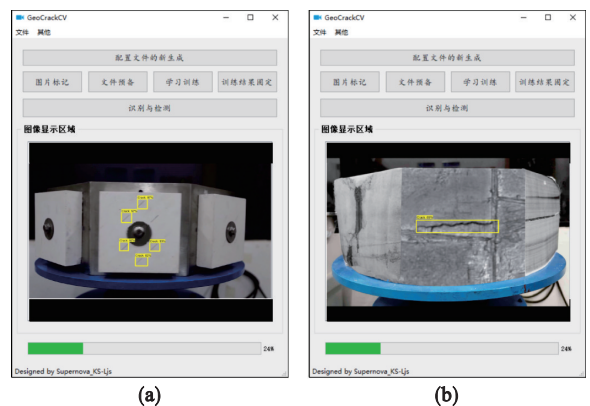 GeoCrackCV
文件 其他
配置文件的新生成
图片标记 文件预备 学习训练 训练结果固定
识别与检测
图像显示区域
24%
Designed by Supernova_KS-Ljs
(a)
GeoCrackCV
文件 其他
配置文件的新生成
图片标记 文件预备 学习训练 训练结果固定
识别与检测
图像显示区域
24%
Designed by Supernova_KS-Ljs
(b)